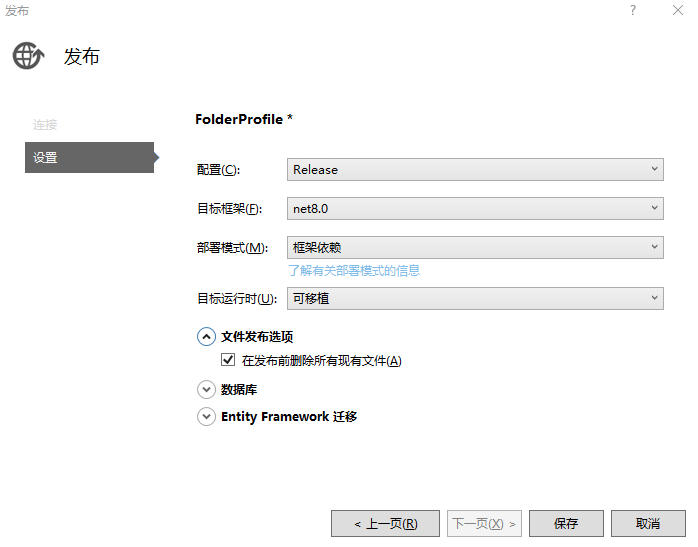 发布
?
发布
连接
设置
FolderProfile *
配置(C): Release
目标框架(F): net8.0
部署模式(M): 框架依赖
了解有关部署模式的信息
目标运行时(U): 可移植
文件发布选项
在发布前删除所有现有文件(A)
数据库
Entity Framework 迁移
< 上一页(R) 下一页(X) > 保存 取消